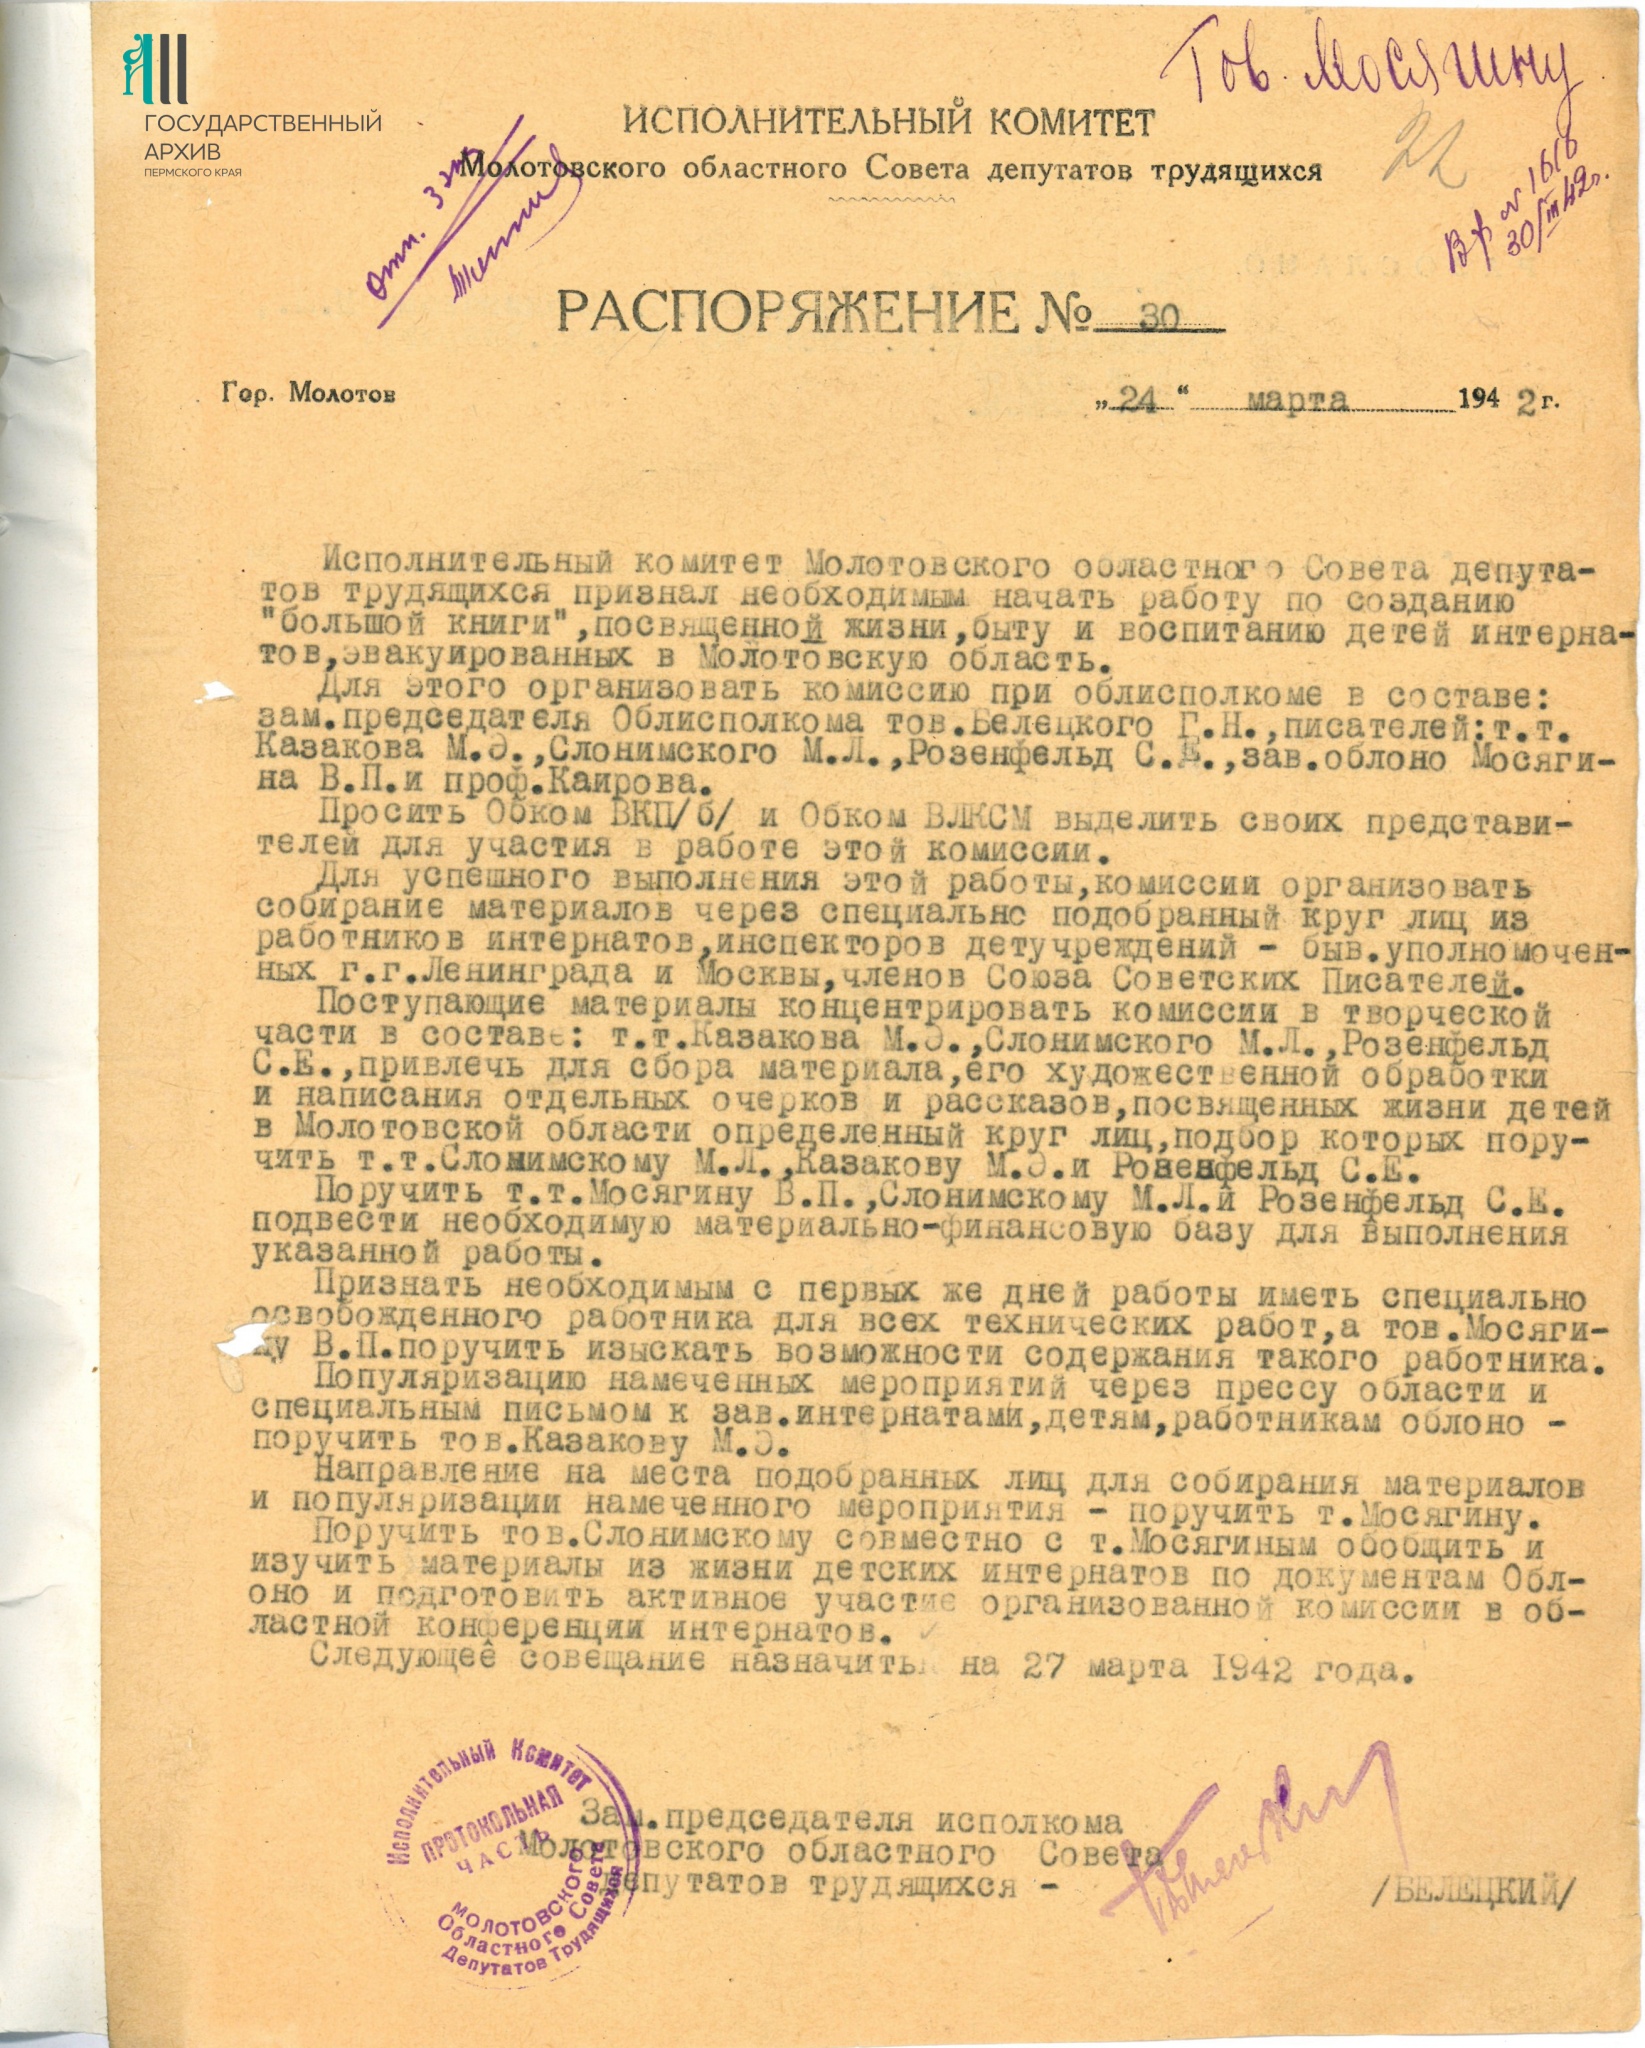 ГОСУДАРСТВЕННЫЙ
АРХИВ
ПЕРМСКОГО КРАЯ
Тов. Мосягину
ИСПОЛНИТЕЛЬНЫЙ КОМИТЕТ
Молотовского областного Совета депутатов трудящихся
22
Вх № 1616
30/III 42г.
отп. 3 экз
РАСПОРЯЖЕНИЕ № 30
Гор. Молотов
„24“ марта 1942 г.
Исполнительный комитет Молотовского областного Совета депута-
тов трудящихся признал необходимым начать работу по созданию
"большой книги",посвященной жизни,быту и воспитанию детей интерна-
тов,эвакуированных в Молотовскую область.
Для этого организовать комиссию при облисполкоме в составе:
зам.председателя Облисполкома тов.Белецкого Г.Н.,писателей:т.т.
Казакова М.Э.,Слонимского М.Л.,Розенфельд С.Е.,зав.облоно Мосяги-
на В.П.и проф.Каирова.
Просить Обком ВКП/б/ и Обком ВЛКСМ выделить своих представи-
телей для участия в работе этой комиссии.
Для успешного выполнения этой работы,комиссии организовать
собирание материалов через специально подобранный круг лиц из
работников интернатов,инспекторов детучреждений - быв.уполномочен-
ных г.г.Ленинграда и Москвы,членов Союза Советских Писателей.
Поступающие материалы концентрировать комиссии в творческой
части в составе: т.т.Казакова М.Э.,Слонимского М.Л.,Розенфельд
С.Е.,привлечь для сбора материала,его художественной обработки
и написания отдельных очерков и рассказов,посвященных жизни детей
в Молотовской области определенный круг лиц,подбор которых пору-
чить т.т.Слонимскому М.Л.,Казакову М.Э.и Розенфельд С.Е.
Поручить т.т.Мосягину В.П.,Слонимскому М.Л.и Розенфельд С.Е.
подвести необходимую материально-финансовую базу для выполнения
указанной работы.
Признать необходимым с первых же дней работы иметь специально
освобожденного работника для всех технических работ,а тов.Мосяги-
ну В.П.поручить изыскать возможности содержания такого работника.
Популяризацию намеченных мероприятий через прессу области и
специальным письмом к зав.интернатами,детям,работникам облоно -
поручить тов.Казакову М.Э.
Направление на места подобранных лиц для собирания материалов
и популяризации намеченного мероприятия - поручить т.Мосягину.
Поручить тов.Слонимскому совместно с т.Мосягиным обобщить и
изучить материалы из жизни детских интернатов по документам Обл-
оно и подготовить активное участие организованной комиссии в об-
ластной конференции интернатов.
Следующее совещание назначить на 27 марта 1942 года.
Зам.председателя исполкома
Молотовского областного Совета
депутатов трудящихся -
/БЕЛЕЦКИЙ/
Исполнительный Комитет
ПРОТОКОЛЬНАЯ
ЧАСТЬ
МОЛОТОВСКОГО
Областного Совета
Депутатов Трудящихся